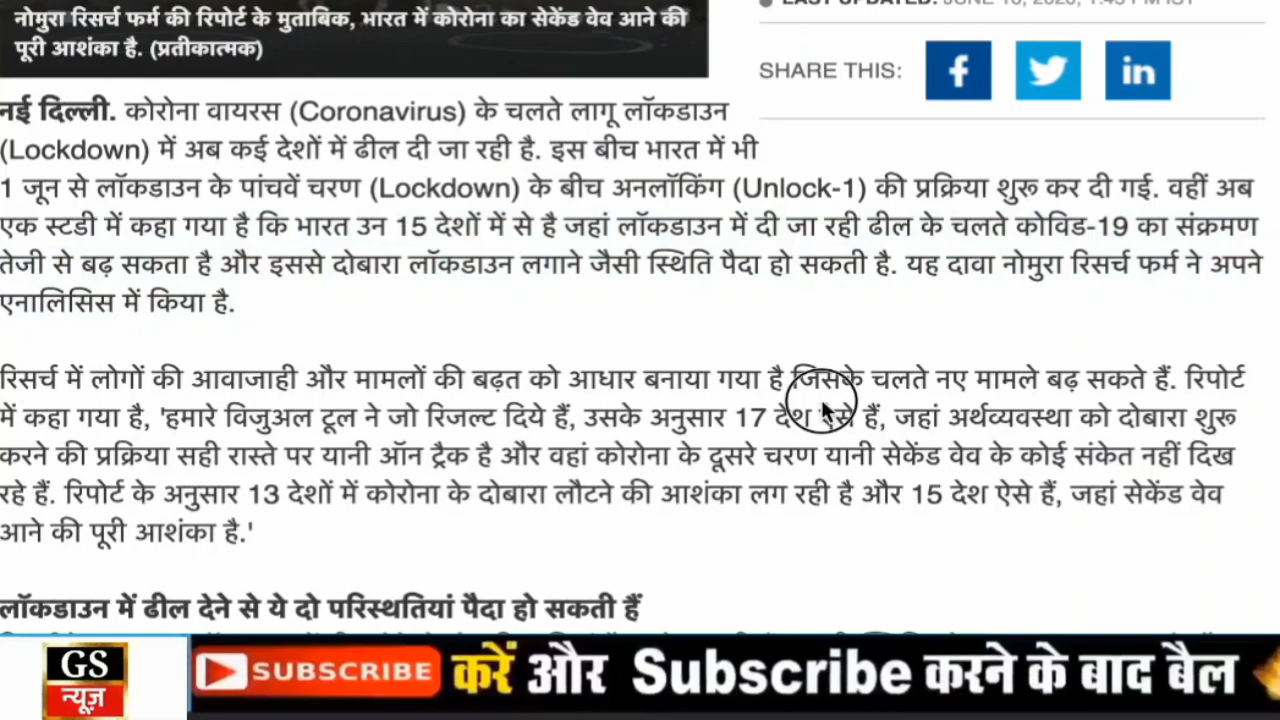 नोमुरा रिसर्च फर्म की रिपोर्ट के मुताबिक, भारत में कोरोना का सेकेंड वेव आने की
पूरी आशंका है. (प्रतीकात्मक)
SHARE THIS:
नई दिल्ली. कोरोना वायरस (Coronavirus) के चलते लागू लॉकडाउन
(Lockdown) में अब कई देशों में ढील दी जा रही है. इस बीच भारत में भी
1 जून से लॉकडाउन के पांचवें चरण (Lockdown) के बीच अनलॉकिंग (Unlock-1) की प्रक्रिया शुरू कर दी गई. वहीं अब
एक स्टडी में कहा गया है कि भारत उन 15 देशों में से है जहां लॉकडाउन में दी जा रही ढील के चलते कोविड-19 का संक्रमण
तेजी से बढ़ सकता है और इससे दोबारा लॉकडाउन लगाने जैसी स्थिति पैदा हो सकती है. यह दावा नोमुरा रिसर्च फर्म ने अपने
एनालिसिस में किया है.
रिसर्च में लोगों की आवाजाही और मामलों की बढ़त को आधार बनाया गया है जिसके चलते नए मामले बढ़ सकते हैं. रिपोर्ट
में कहा गया है, 'हमारे विजुअल टूल ने जो रिजल्ट दिये हैं, उसके अनुसार 17 देश ऐसे हैं, जहां अर्थव्यवस्था को दोबारा शुरू
करने की प्रक्रिया सही रास्ते पर यानी ऑन ट्रैक है और वहां कोरोना के दूसरे चरण यानी सेकेंड वेव के कोई संकेत नहीं दिख
रहे हैं. रिपोर्ट के अनुसार 13 देशों में कोरोना के दोबारा लौटने की आशंका लग रही है और 15 देश ऐसे हैं, जहां सेकेंड वेव
आने की पूरी आशंका है.'
लॉकडाउन में ढील देने से ये दो परिस्थितियां पैदा हो सकती हैं
GS
न्यूज़
SUBSCRIBE करें और Subscribe करने के बाद बैल